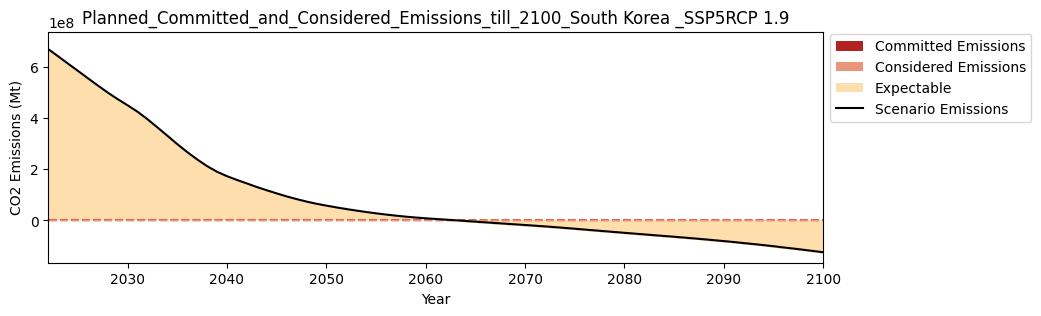 Planned_Committed_and_Considered_Emissions_till_2100_South Korea _SSP5RCP 1.9
1e8
CO2 Emissions (Mt)
6
4
2
0
2030 2040 2050 2060 2070 2080 2090 2100
Year
Committed Emissions
Considered Emissions
Expectable
Scenario Emissions